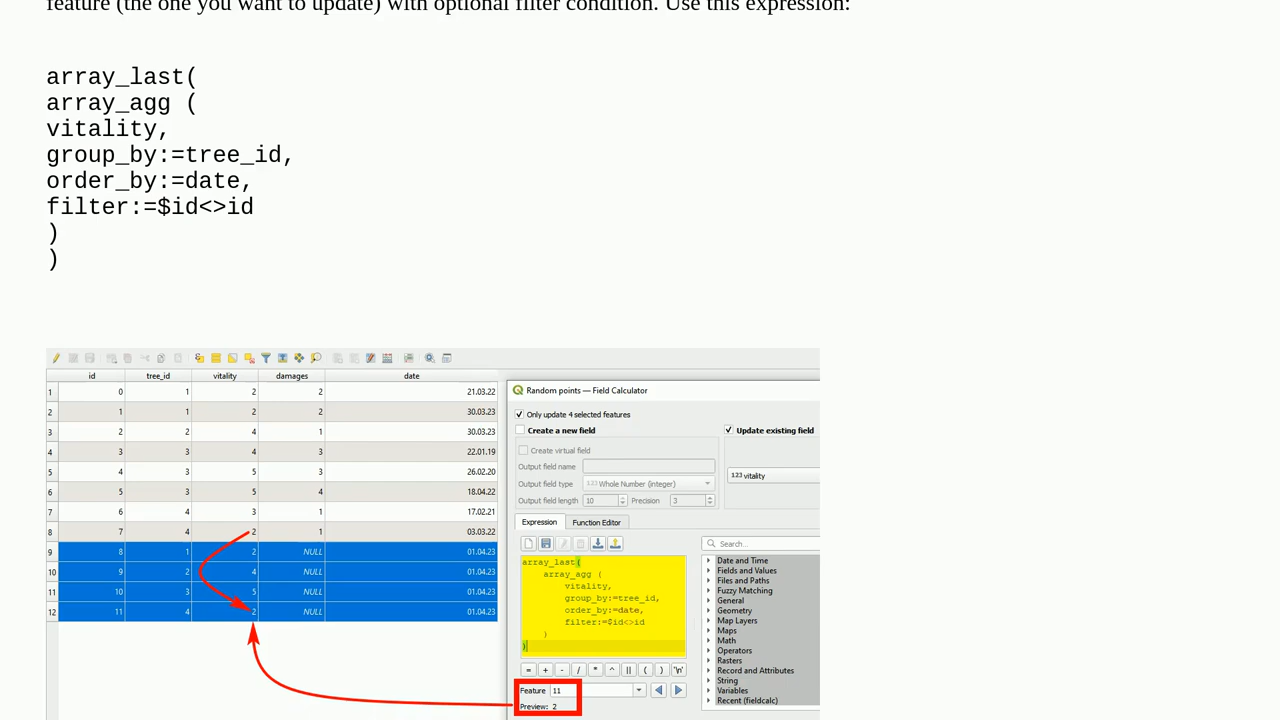 feature (the one you want to update) with optional filter condition. Use this expression:
array_last(
array_agg (
vitality,
group_by:=tree_id,
order_by:=date,
filter:=$id<>id
)
)
id tree_id vitality damages date
1 0 1 2 2 21.03.22
2 1 1 2 2 30.03.23
3 2 2 4 1 30.03.23
4 3 3 4 3 22.01.19
5 4 3 5 3 26.02.20
6 5 3 5 4 18.04.22
7 6 4 3 1 17.02.21
8 7 4 2 1 03.03.22
9 8 1 2 NULL 01.04.23
10 9 2 4 NULL 01.04.23
11 10 3 5 NULL 01.04.23
12 11 4 2 NULL 01.04.23
Random points — Field Calculator
Only update 4 selected features
Create a new field
Update existing field
Create virtual field
Output field name
123 vitality
Output field type 123 Whole Number (integer)
Output field length 10 Precision 3
Expression Function Editor
Search...
array_last(
array_agg (
vitality,
group_by:=tree_id,
order_by:=date,
filter:=$id<>id
)
)
Date and Time
Fields and Values
Files and Paths
Fuzzy Matching
General
Geometry
Map Layers
Maps
Math
Operators
Rasters
Record and Attributes
String
Variables
Recent (fieldcalc)
= + - / * ^ || ( ) '\n'
Feature 11
Preview: 2